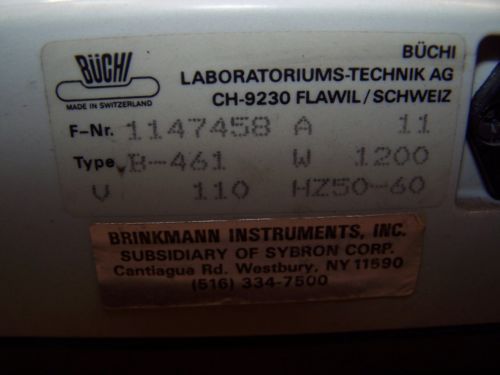 BÜCHI
MADE IN SWITZERLAND
BÜCHI
LABORATORIUMS-TECHNIK AG
CH-9230 FLAWIL/SCHWEIZ
F-Nr. 1147458 A 11
Type B-461 W 1200
V 110 HZ50-60
BRINKMANN INSTRUMENTS, INC.
SUBSIDIARY OF SYBRON CORP.
Cantiague Rd. Westbury, NY 11590
(516) 334-7500